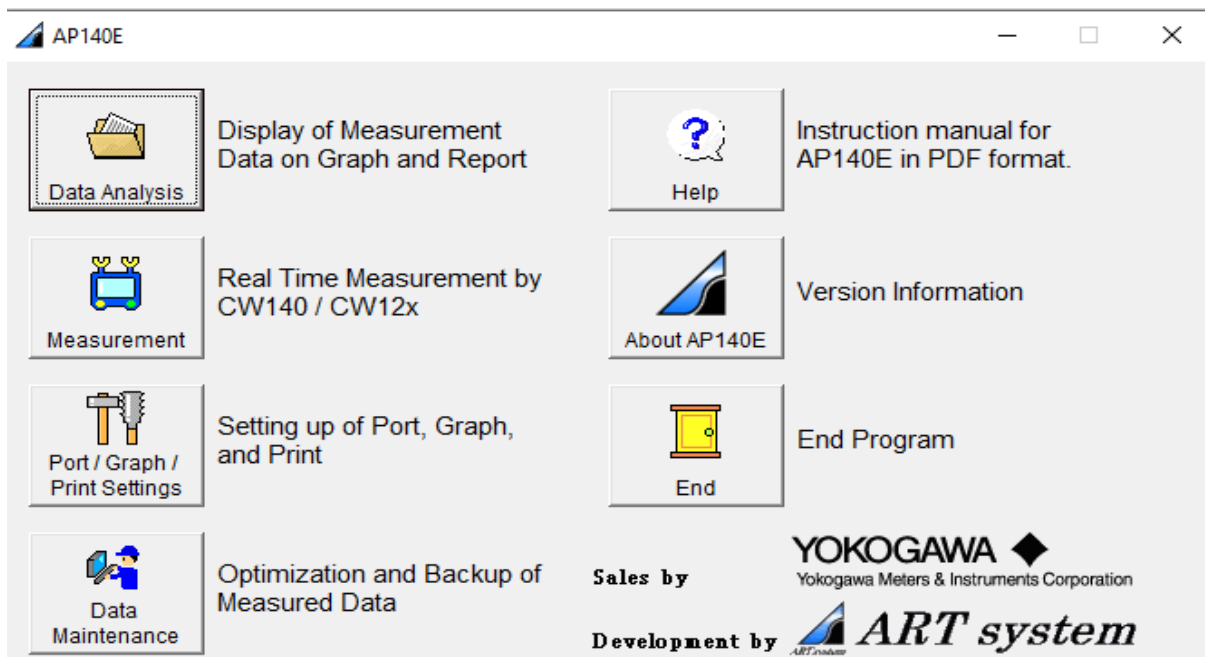 AP140E
Data Analysis
Display of Measurement
Data on Graph and Report
Help
Instruction manual for
AP140E in PDF format.
Measurement
Real Time Measurement by
CW140 / CW12x
About AP140E
Version Information
Port / Graph /
Print Settings
Setting up of Port, Graph,
and Print
End
End Program
Data
Maintenance
Optimization and Backup of
Measured Data
Sales by
YOKOGAWA
Yokogawa Meters & Instruments Corporation
Development by
ART system